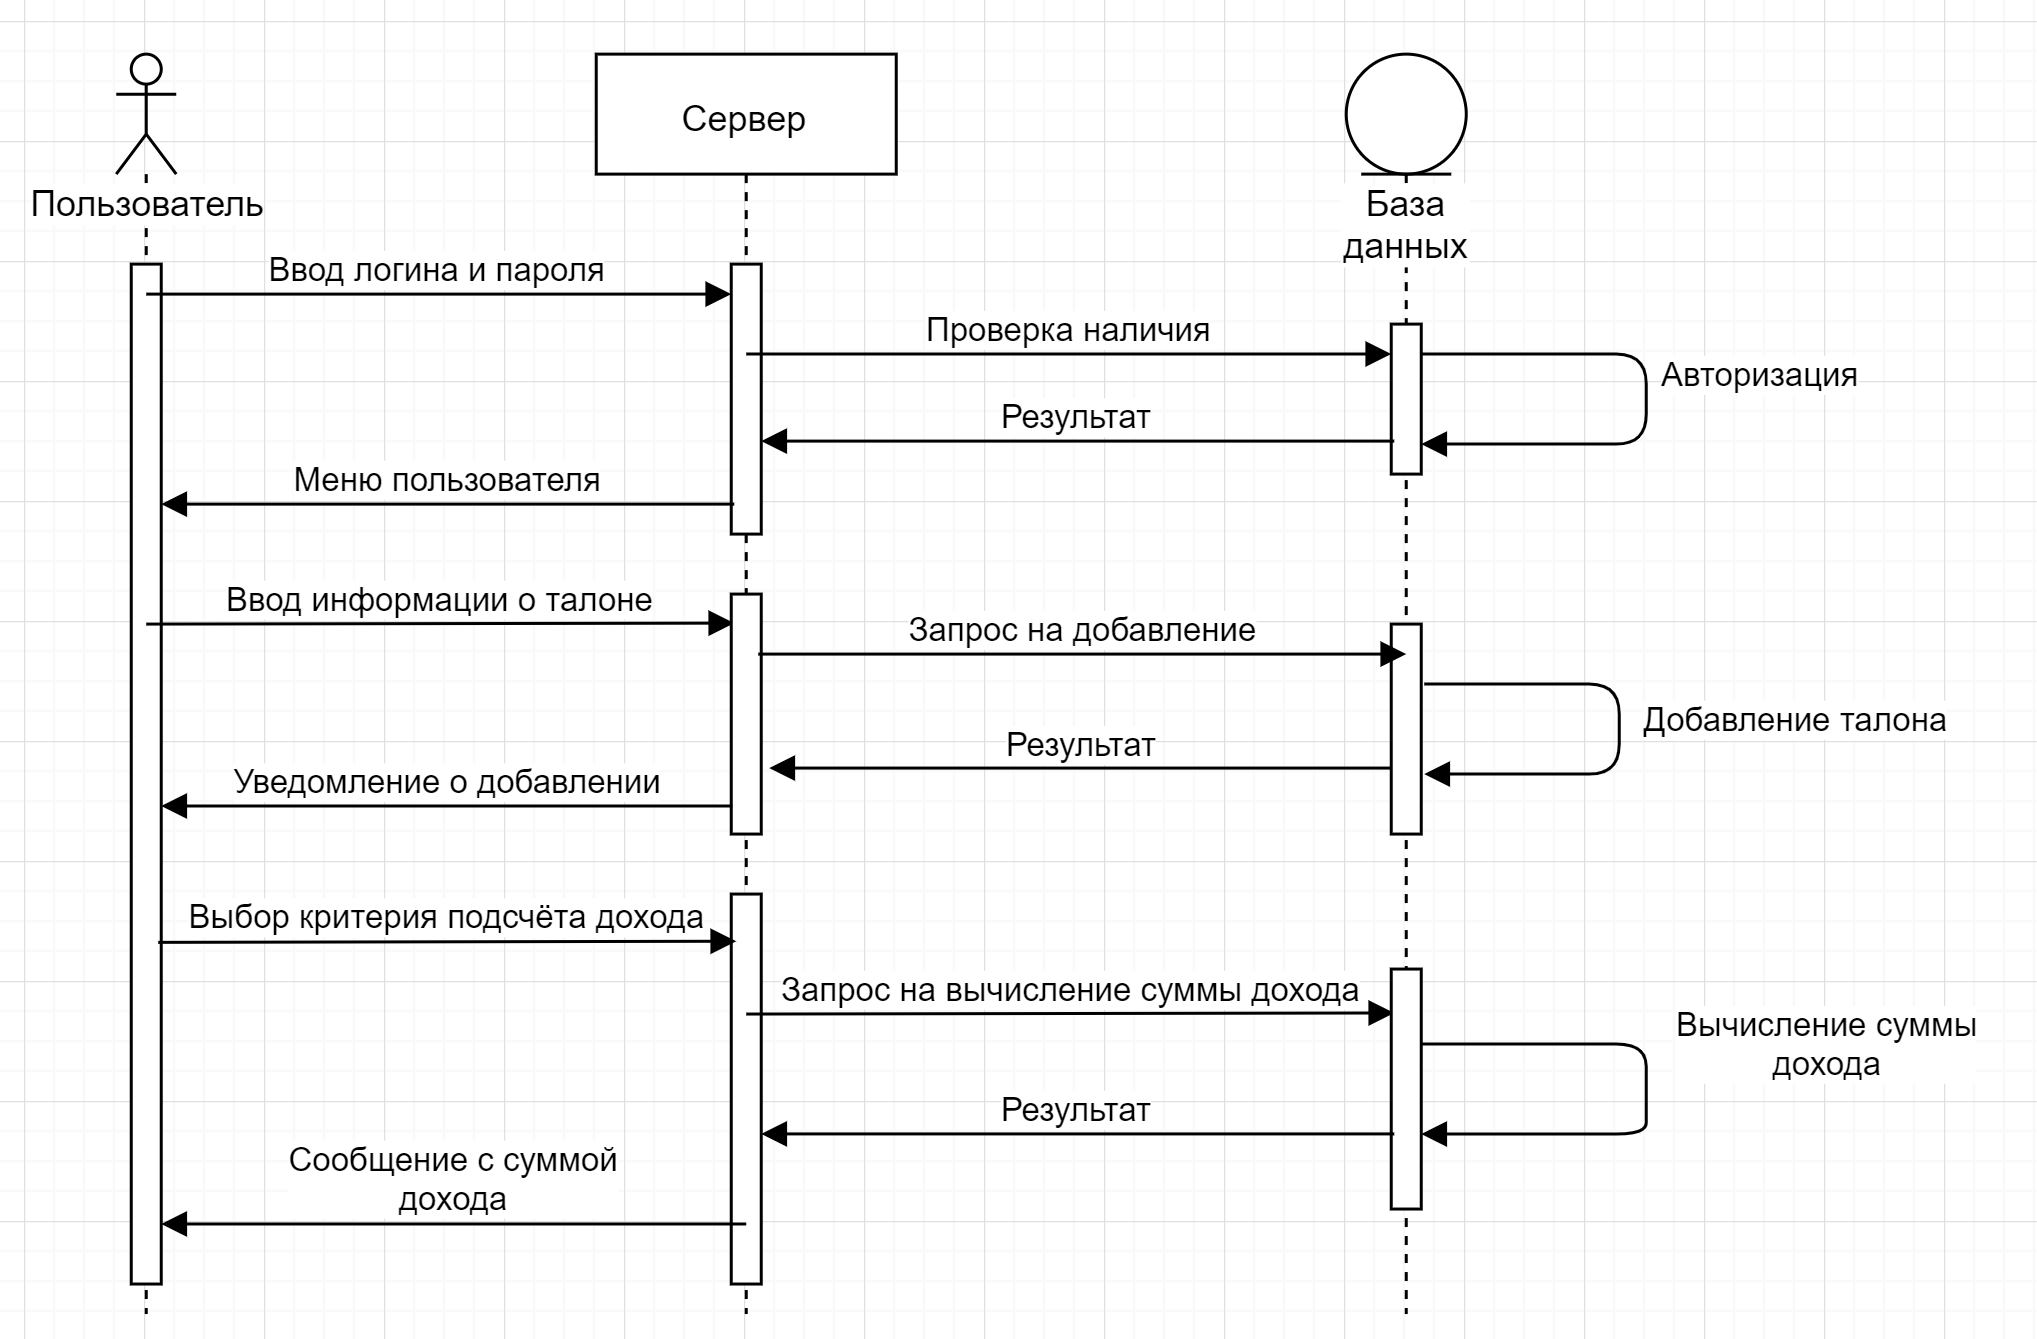 Сервер
Пользователь
База
данных
Ввод логина и пароля
Проверка наличия
Авторизация
Результат
Меню пользователя
Ввод информации о талоне
Запрос на добавление
Добавление талона
Результат
Уведомление о добавлении
Выбор критерия подсчёта дохода
Запрос на вычисление суммы дохода
Вычисление суммы
дохода
Результат
Сообщение с суммой
дохода